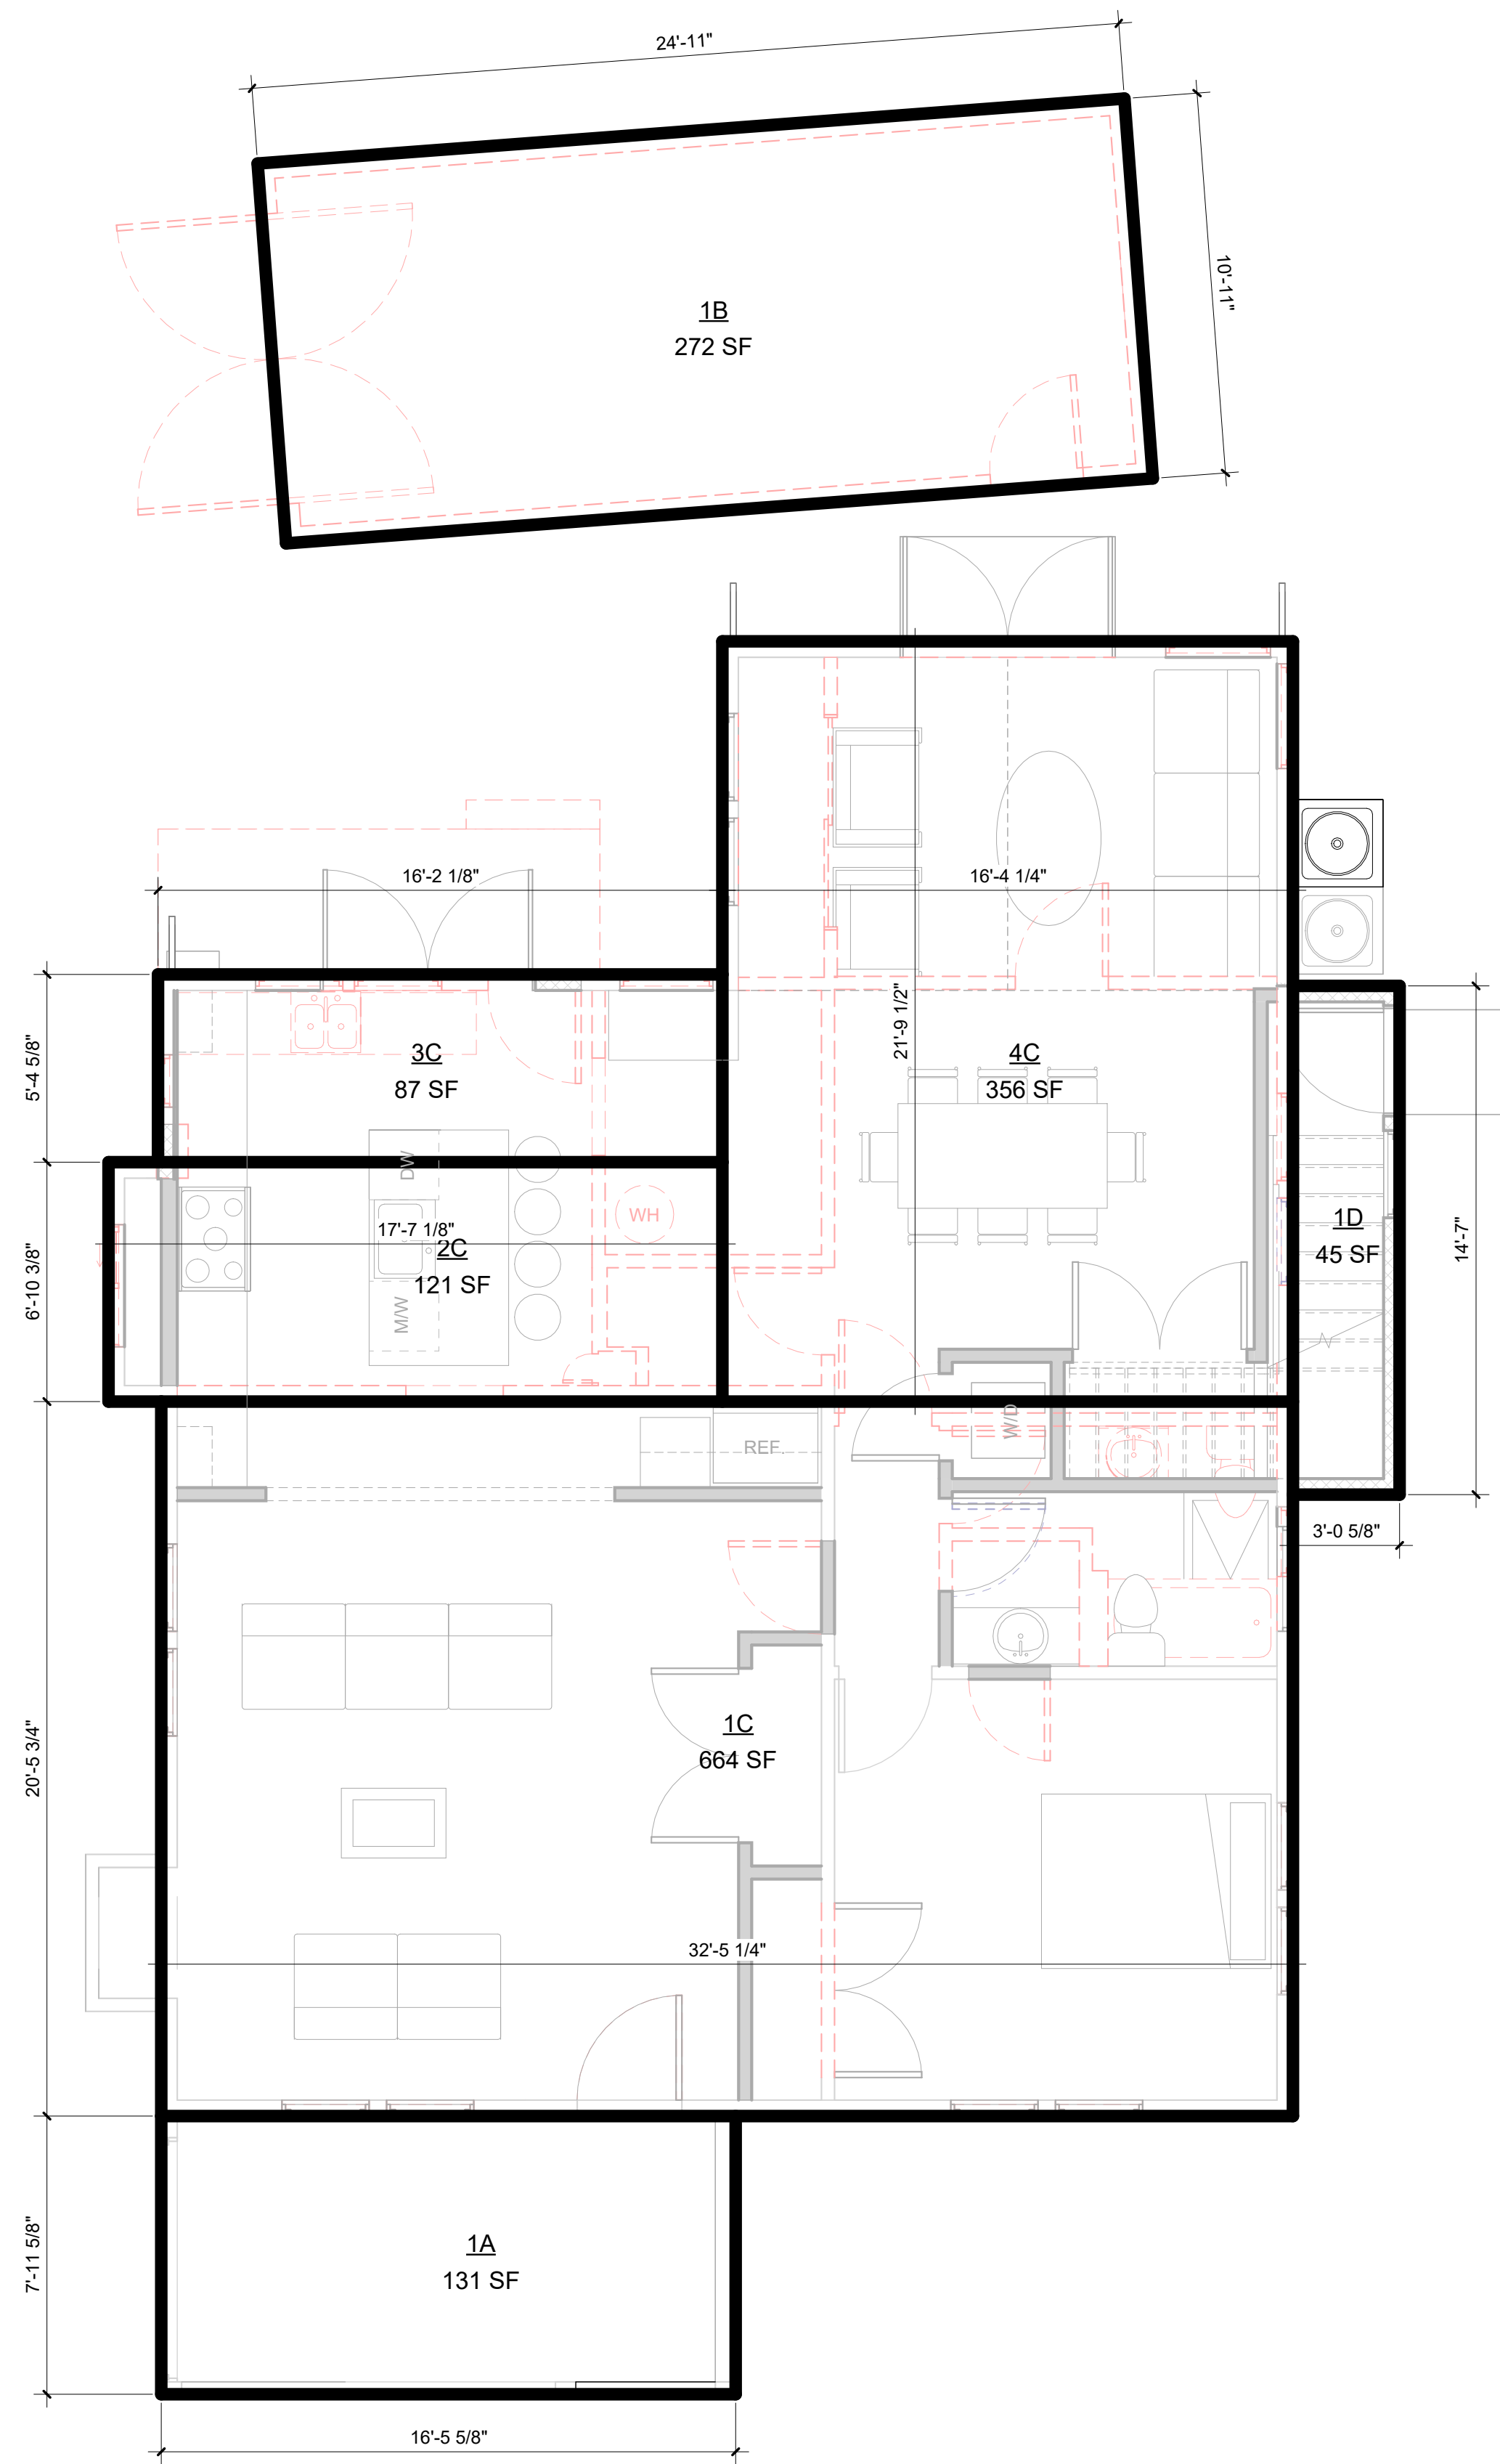 24'-11"
10'-11"
1B
272 SF
16'-2 1/8"
16'-4 1/4"
5'-4 5/8"
3C
87 SF
21'-9 1/2"
4C
356 SF
DW
6'-10 3/8"
17'-7 1/8"
2C
121 SF
M/W
WH
1D
45 SF
14'-7"
REF.
W/D
3'-0 5/8"
20'-5 3/4"
1C
664 SF
32'-5 1/4"
7'-11 5/8"
1A
131 SF
16'-5 5/8"